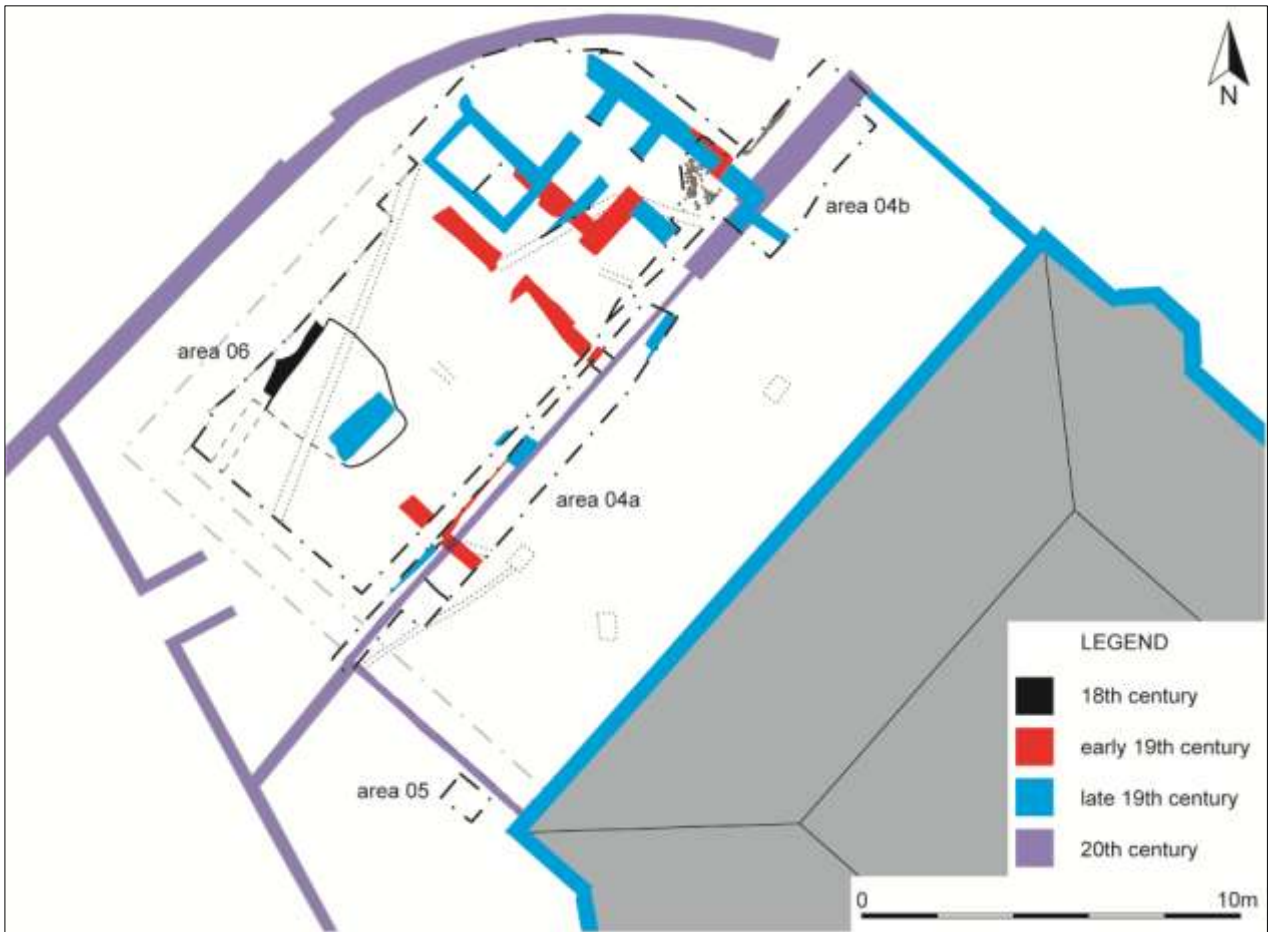 N
area 04b
area 06
area 04a
area 05
LEGEND
18th century
early 19th century
late 19th century
20th century
0 10m